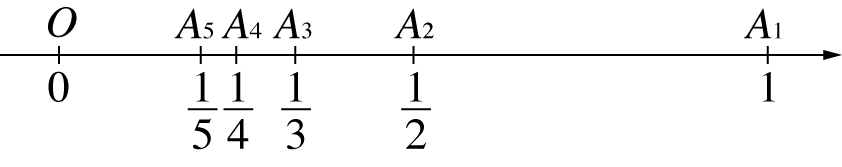 O A₅ A₄ A₃ A₂ A₁
0 1/5 1/4 1/3 1/2 1